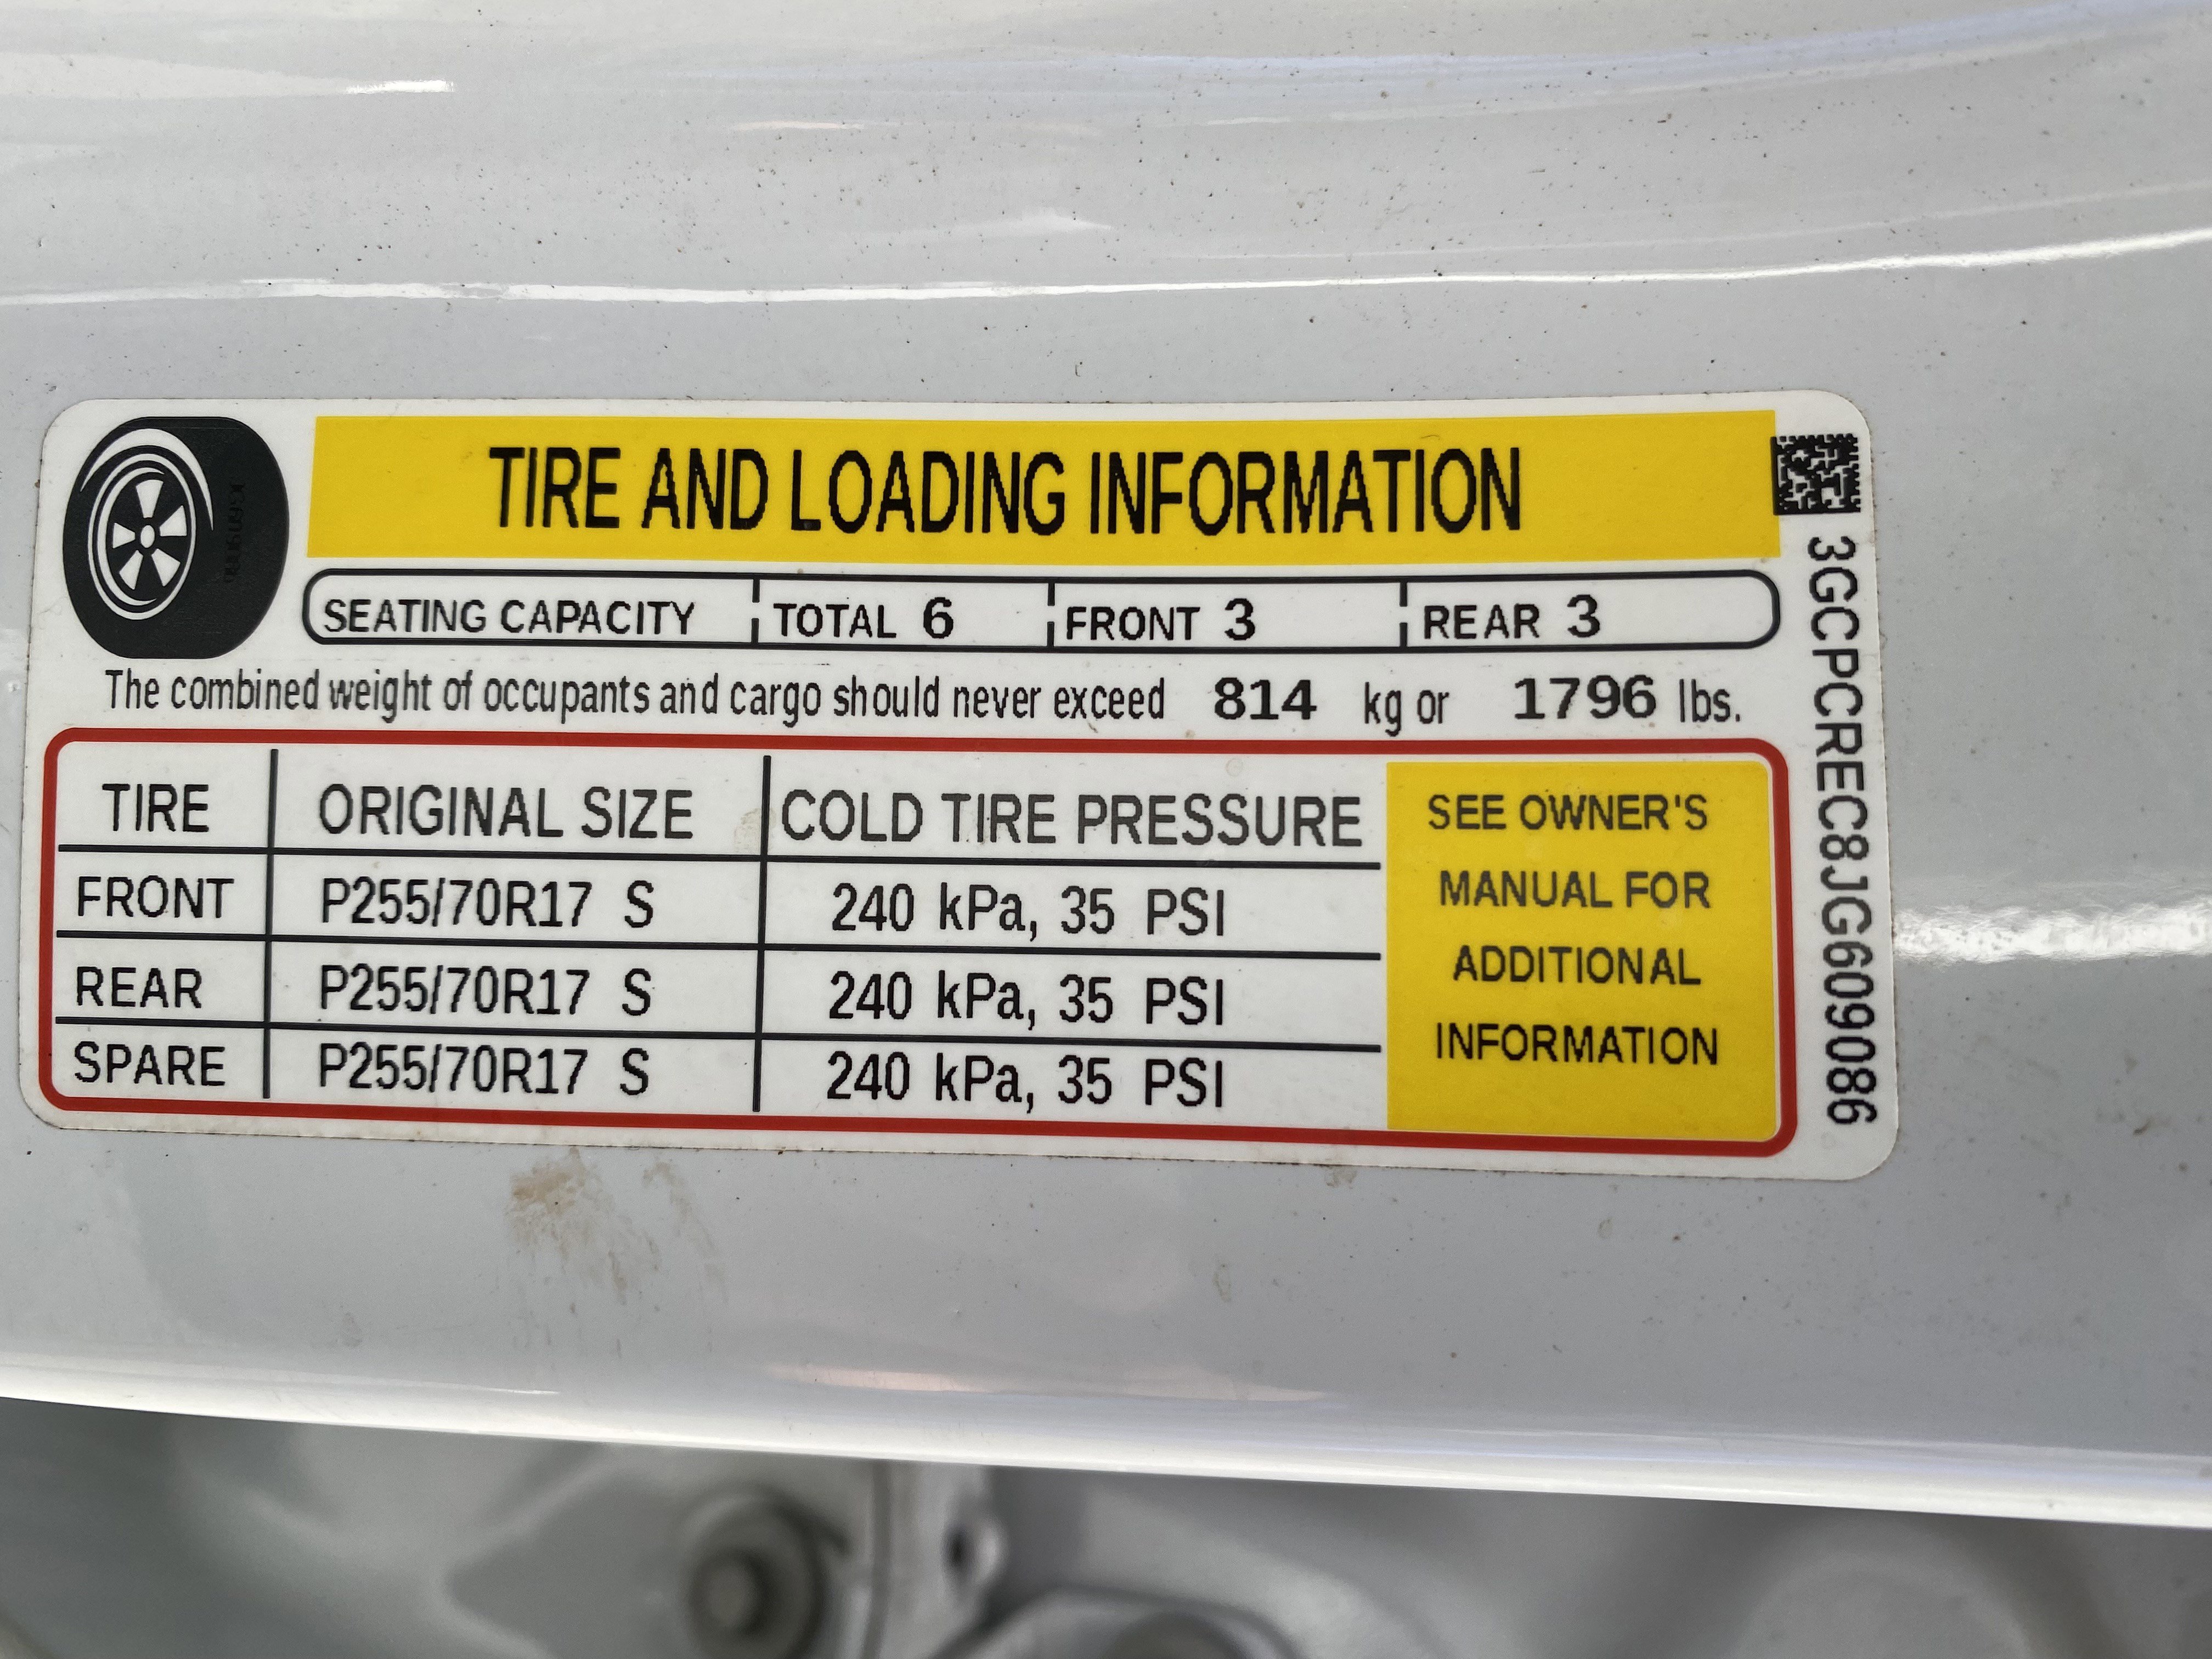 TIRE AND LOADING INFORMATION
SEATING CAPACITY TOTAL 6 FRONT 3 REAR 3
The combined weight of occupants and cargo should never exceed 814 kg or 1796 lbs.
TIRE ORIGINAL SIZE COLD TIRE PRESSURE
FRONT P255/70R17 S 240 kPa, 35 PSI
REAR P255/70R17 S 240 kPa, 35 PSI
SPARE P255/70R17 S 240 kPa, 35 PSI
SEE OWNER'S
MANUAL FOR
ADDITIONAL
INFORMATION
3GCPCREC8JG609086